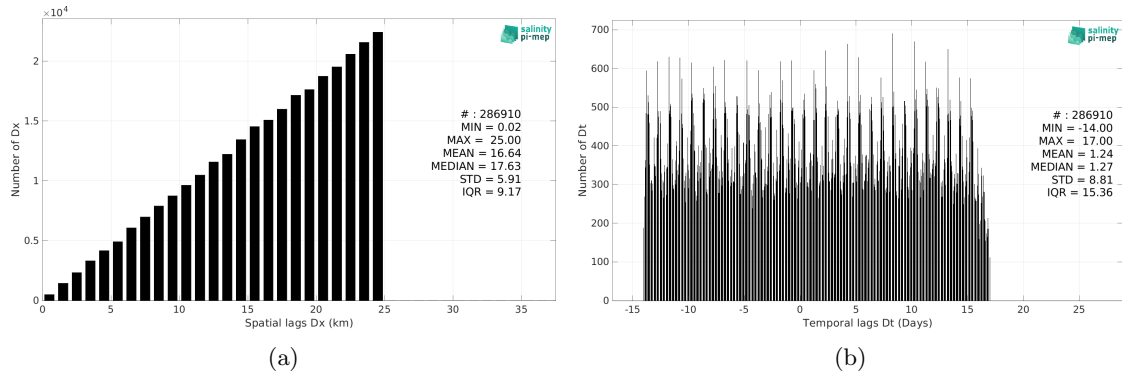 ×10⁴
2
1.5
1
0.5
0
Number of Dx
0 5 10 15 20 25 30 35
Spatial lags Dx (km)
salinity
pi-mep
# : 286910
MIN = 0.02
MAX = 25.00
MEAN = 16.64
MEDIAN = 17.63
STD = 5.91
IQR = 9.17
(a)
700
600
500
400
300
200
100
0
Number of Dt
-15 -10 -5 0 5 10 15 20 25
Temporal lags Dt (Days)
salinity
pi-mep
# : 286910
MIN = -14.00
MAX = 17.00
MEAN = 1.24
MEDIAN = 1.27
STD = 8.81
IQR = 15.36
(b)